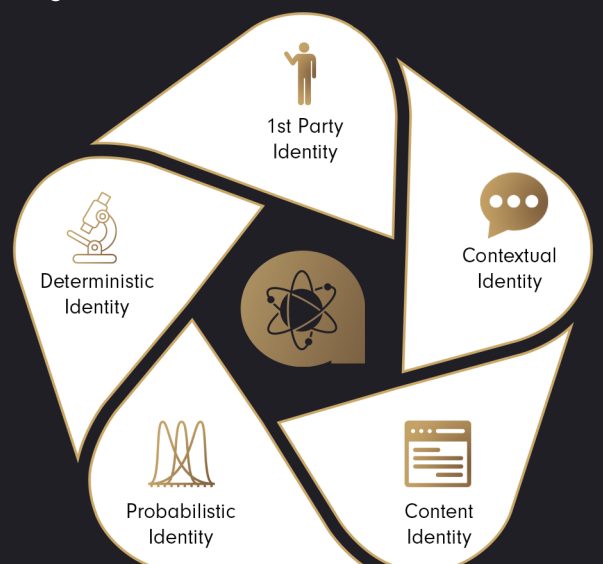 1st Party
Identity
Contextual
Identity
Deterministic
Identity
Probabilistic
Identity
Content
Identity